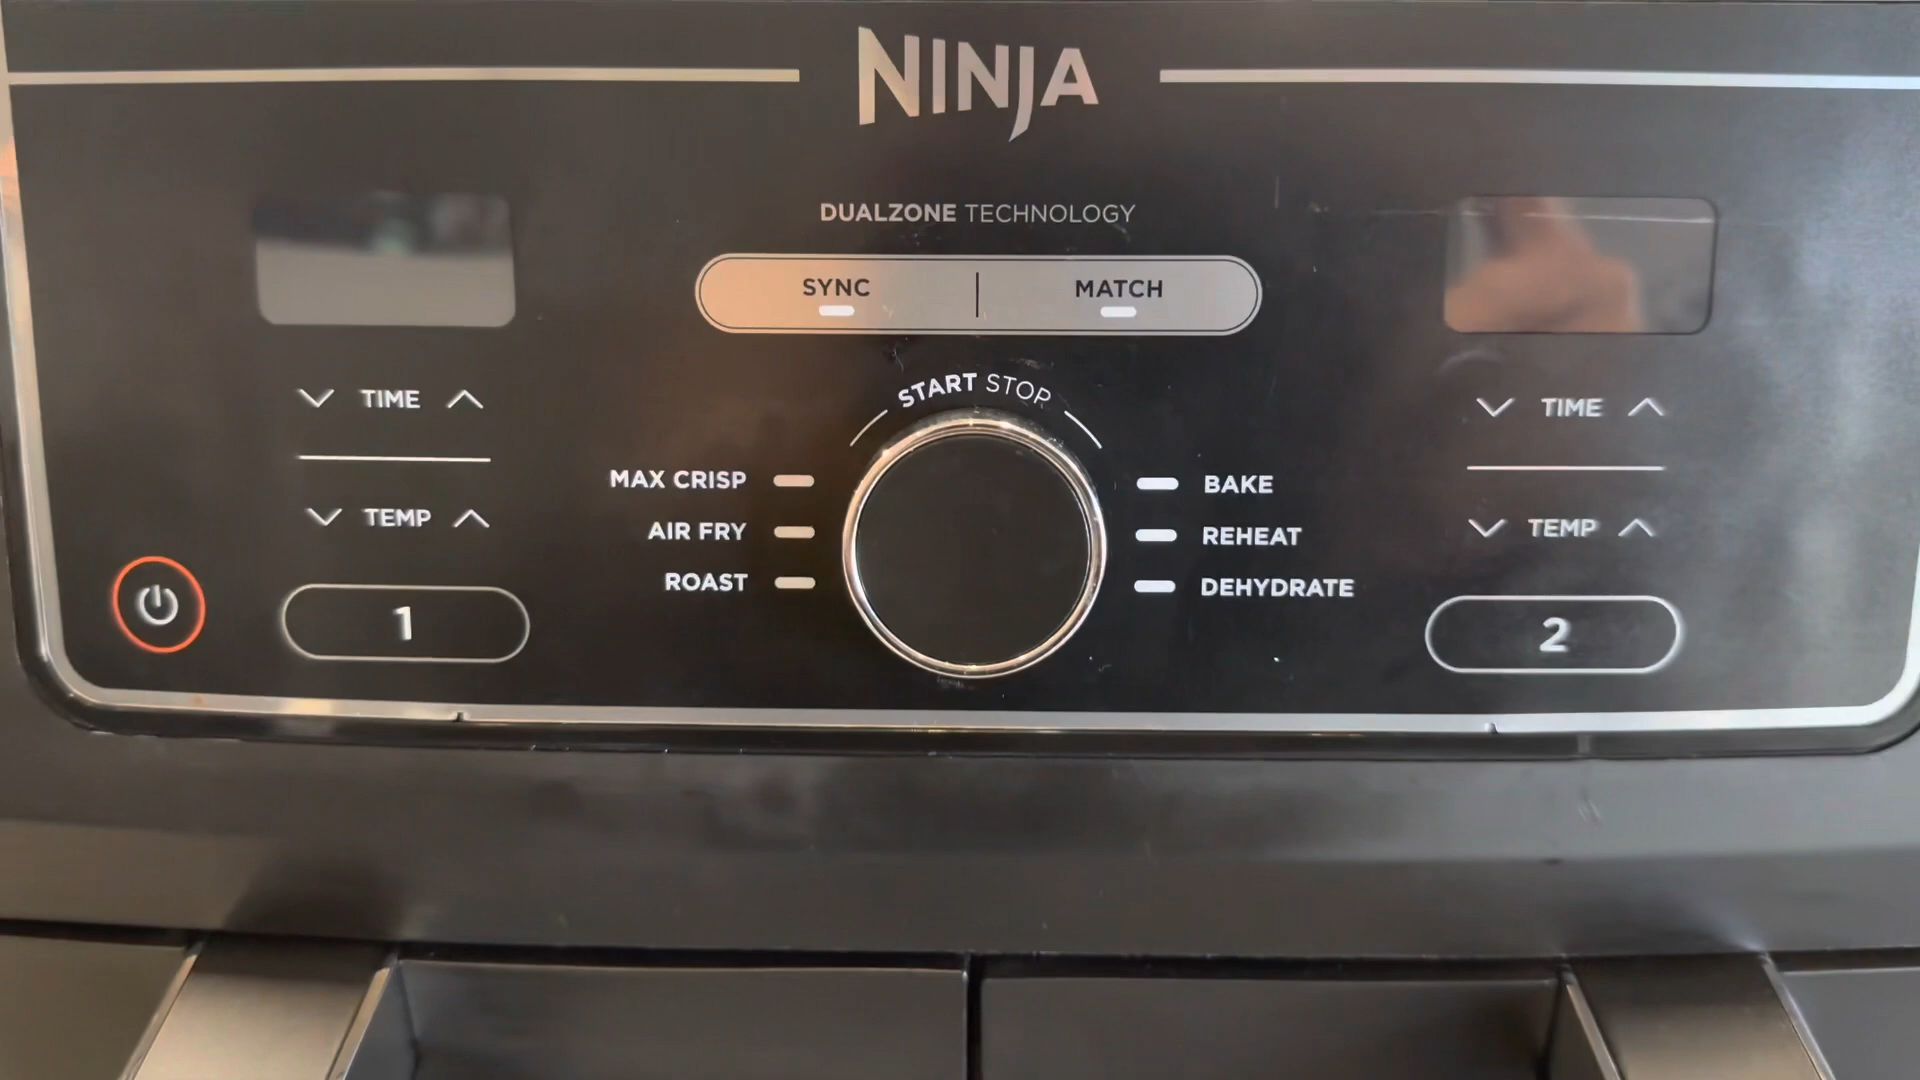 NINJA
DUALZONE TECHNOLOGY
SYNC | MATCH
START STOP
TIME
TEMP
1
MAX CRISP
AIR FRY
ROAST
BAKE
REHEAT
DEHYDRATE
TIME
TEMP
2